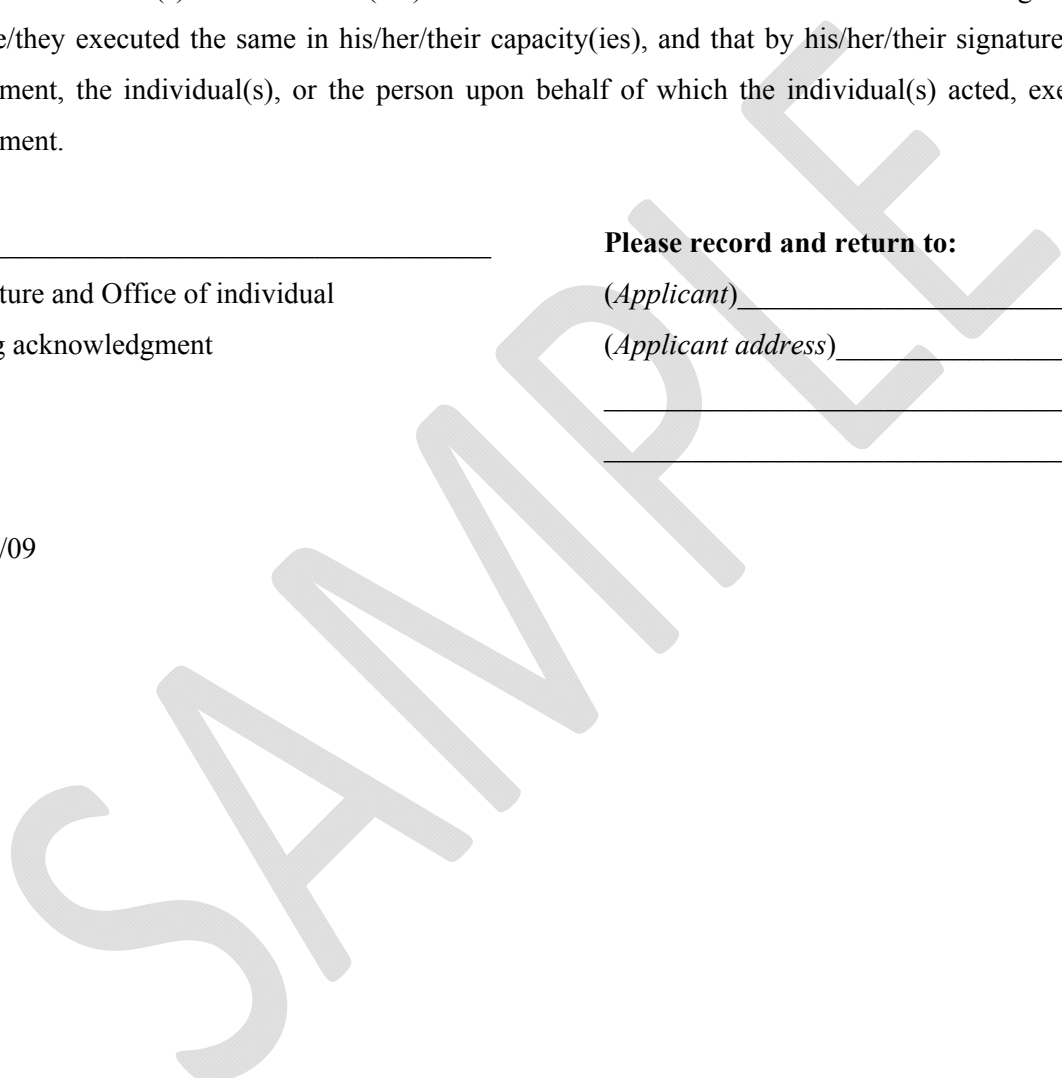 e/they executed the same in his/her/their capacity(ies), and that by his/her/their signature
ment, the individual(s), or the person upon behalf of which the individual(s) acted, exe
ment.
Please record and return to:
ture and Office of individual
(Applicant)
g acknowledgment
(Applicant address)
/09
SAMPLE